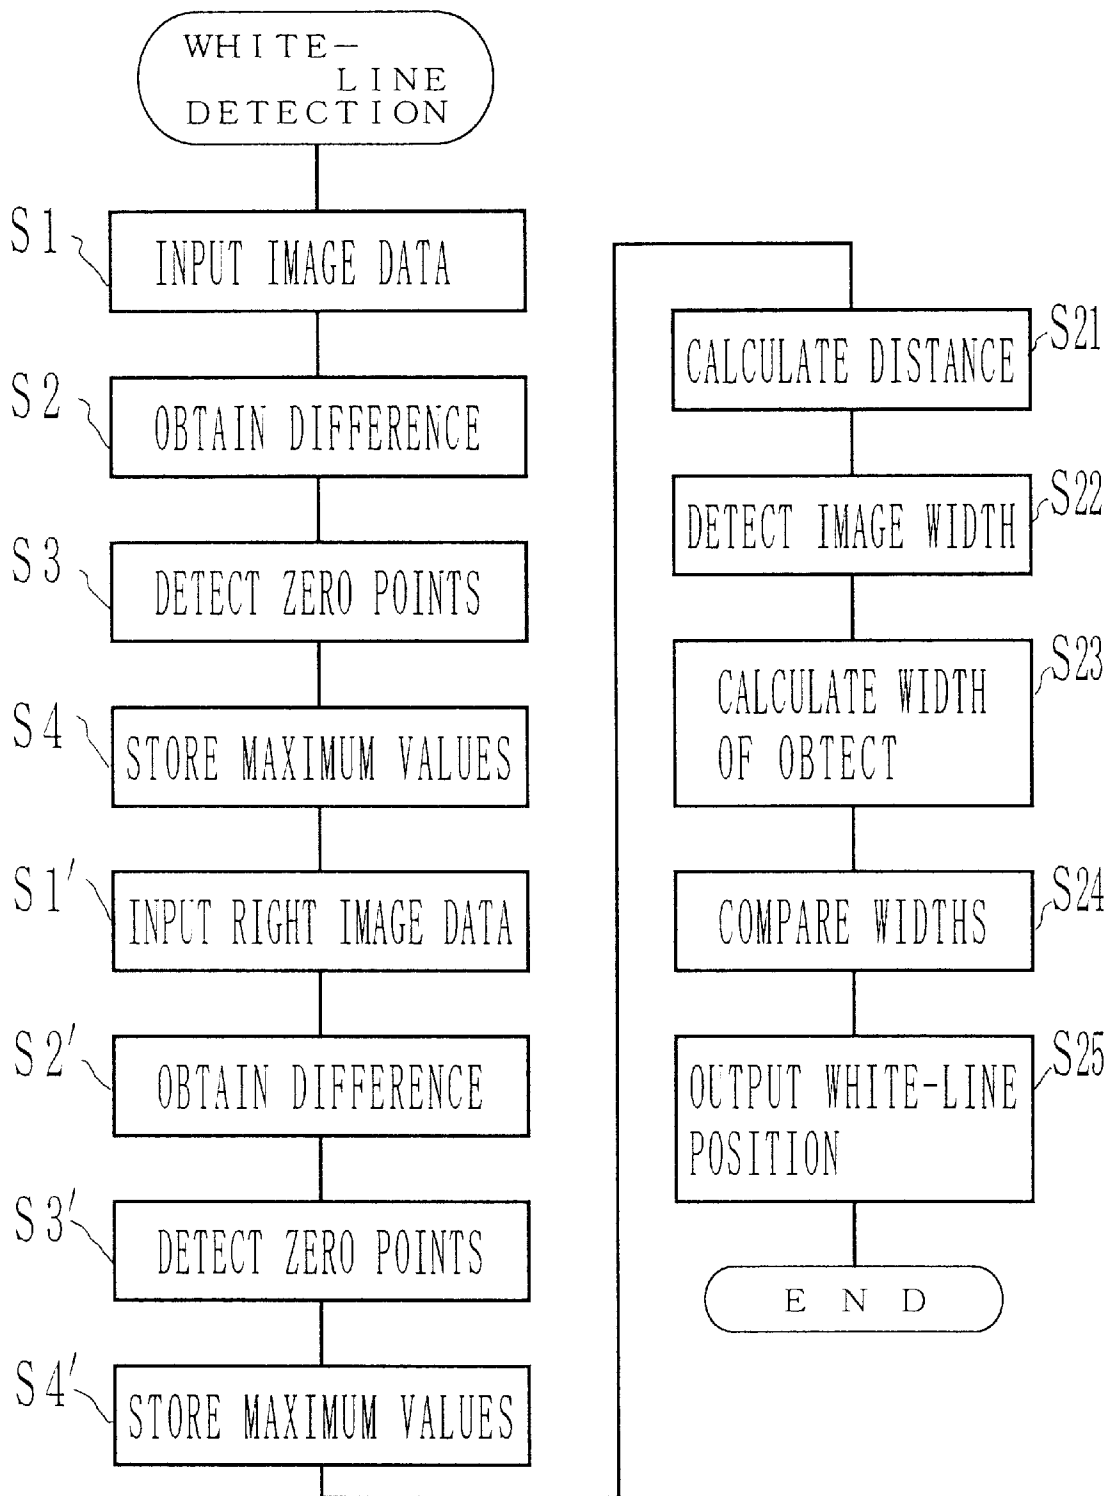 WHITE-
LINE
DETECTION
S1
INPUT IMAGE DATA
S2
OBTAIN DIFFERENCE
S3
DETECT ZERO POINTS
S4
STORE MAXIMUM VALUES
S1'
INPUT RIGHT IMAGE DATA
S2'
OBTAIN DIFFERENCE
S3'
DETECT ZERO POINTS
S4'
STORE MAXIMUM VALUES
S21
CALCULATE DISTANCE
S22
DETECT IMAGE WIDTH
S23
CALCULATE WIDTH
OF OBTECT
S24
COMPARE WIDTHS
S25
OUTPUT WHITE-LINE
POSITION
END